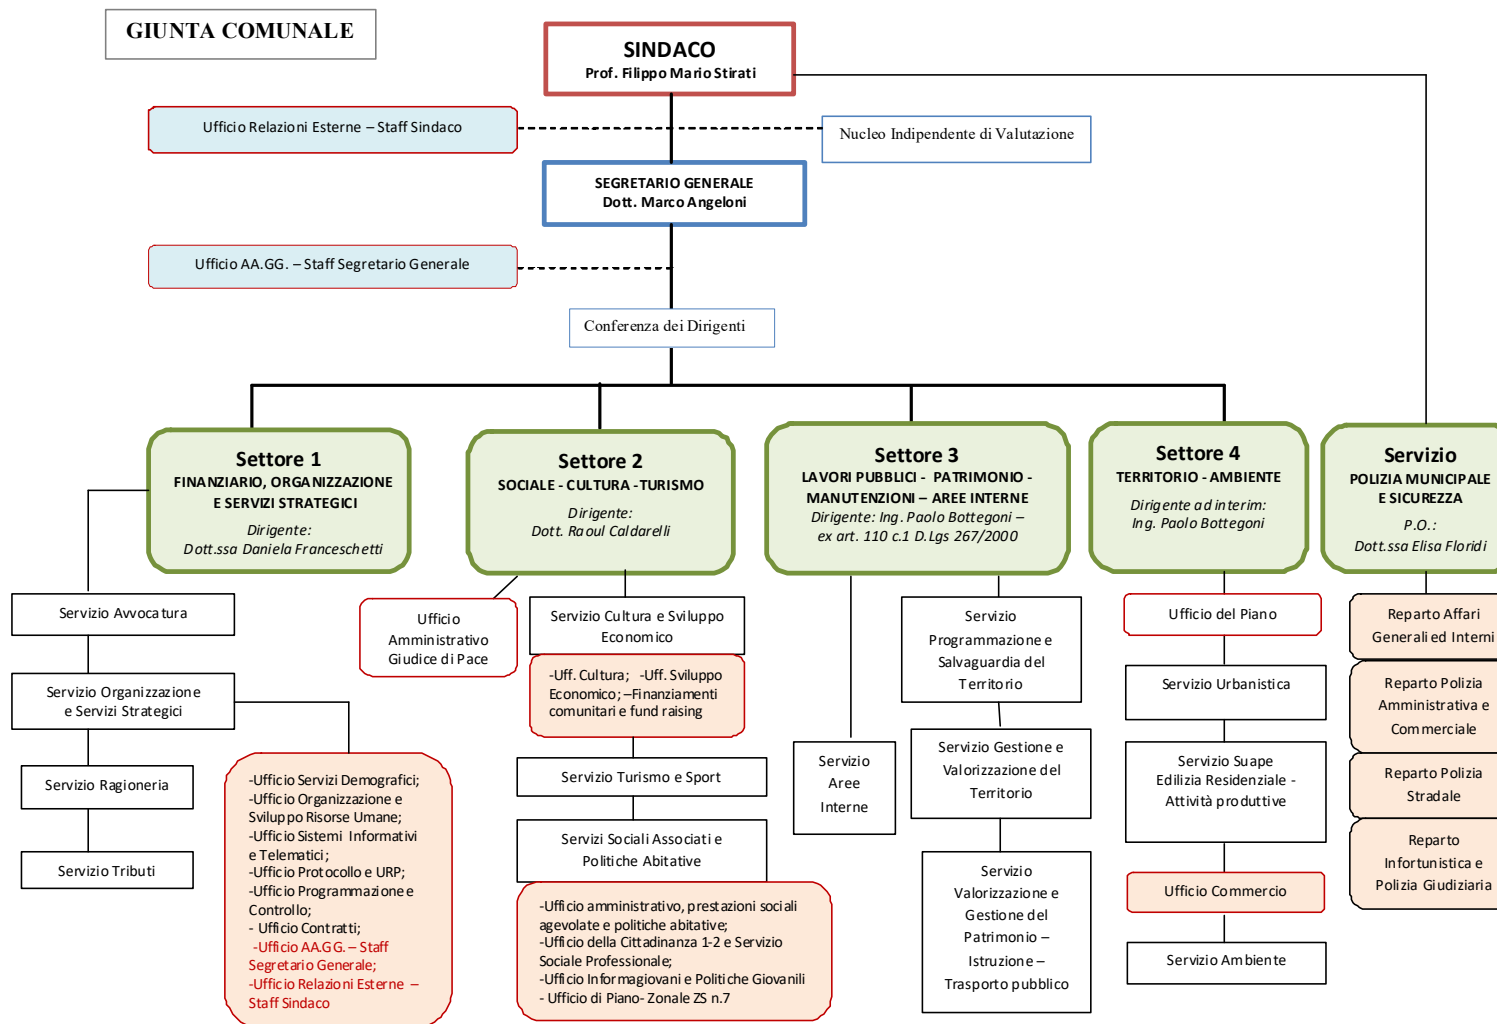 GIUNTA COMUNALE
SINDACO
Prof. Filippo Mario Stirati
Ufficio Relazioni Esterne – Staff Sindaco
Nucleo Indipendente di Valutazione
SEGRETARIO GENERALE
Dott. Marco Angeloni
Ufficio AA.GG. – Staff Segretario Generale
Conferenza dei Dirigenti
Settore 1
FINANZIARIO, ORGANIZZAZIONE
E SERVIZI STRATEGICI
Dirigente:
Dott.ssa Daniela Franceschetti
Settore 2
SOCIALE - CULTURA -TURISMO
Dirigente:
Dott. Raoul Caldarelli
Settore 3
LAVORI PUBBLICI - PATRIMONIO -
MANUTENZIONI – AREE INTERNE
Dirigente: Ing. Paolo Bottegoni –
ex art. 110 c.1 D.Lgs 267/2000
Settore 4
TERRITORIO - AMBIENTE
Dirigente ad interim:
Ing. Paolo Bottegoni
Servizio
POLIZIA MUNICIPALE
E SICUREZZA
P.O.:
Dott.ssa Elisa Floridi
Servizio Avvocatura
Servizio Organizzazione
e Servizi Strategici
Servizio Ragioneria
Servizio Tributi
-Ufficio Servizi Demografici;
-Ufficio Organizzazione e
Sviluppo Risorse Umane;
-Ufficio Sistemi Informativi
e Telematici;
-Ufficio Protocollo e URP;
-Ufficio Programmazione e
Controllo;
- Ufficio Contratti;
-Ufficio AA.GG. – Staff
Segretario Generale;
-Ufficio Relazioni Esterne –
Staff Sindaco
Ufficio
Amministrativo
Giudice di Pace
Servizio Cultura e Sviluppo
Economico
-Uff. Cultura; -Uff. Sviluppo
Economico; –Finanziamenti
comunitari e fund raising
Servizio Turismo e Sport
Servizi Sociali Associati e
Politiche Abitative
-Ufficio amministrativo, prestazioni sociali
agevolate e politiche abitative;
-Ufficio della Cittadinanza 1-2 e Servizio
Sociale Professionale;
-Ufficio Informagiovani e Politiche Giovanili
- Ufficio di Piano- Zonale ZS n.7
Servizio
Aree
Interne
Servizio
Programmazione e
Salvaguardia del
Territorio
Servizio Gestione e
Valorizzazione del
Territorio
Servizio
Valorizzazione e
Gestione del
Patrimonio –
Istruzione –
Trasporto pubblico
Ufficio del Piano
Servizio Urbanistica
Servizio Suape
Edilizia Residenziale -
Attività produttive
Ufficio Commercio
Servizio Ambiente
Reparto Affari
Generali ed Interni
Reparto Polizia
Amministrativa e
Commerciale
Reparto Polizia
Stradale
Reparto
Infortunistica e
Polizia Giudiziaria